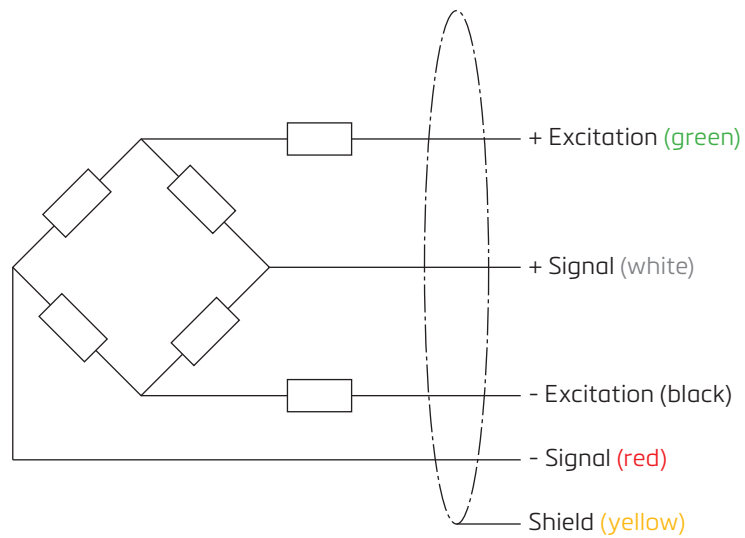 + Excitation (green)
+ Signal (white)
- Excitation (black)
- Signal (red)
Shield (yellow)